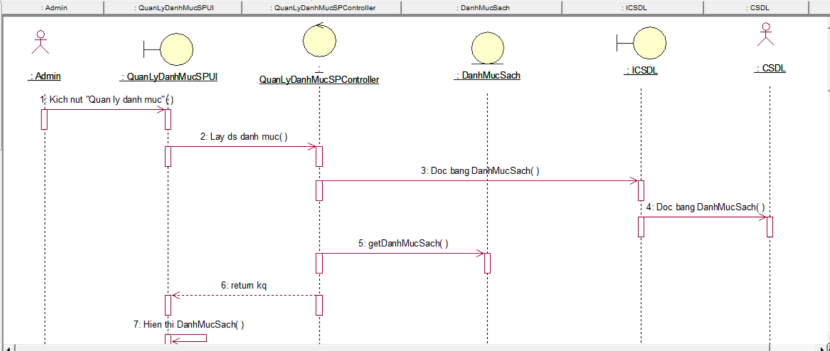 : Admin
: QuanLyDanhMucSPUI
: QuanLyDanhMucSPController
: DanhMucSach
: ICSDL
: CSDL
: Admin
: QuanLyDanhMucSPUI
:
QuanLyDanhMucSPController
: DanhMucSach
: ICSDL
: CSDL
1: Kich nut "Quan ly danh muc"( )
2: Lay ds danh muc( )
3: Doc bang DanhMucSach( )
4: Doc bang DanhMucSach( )
5: getDanhMucSach( )
6: return kq
7: Hien thi DanhMucSach( )